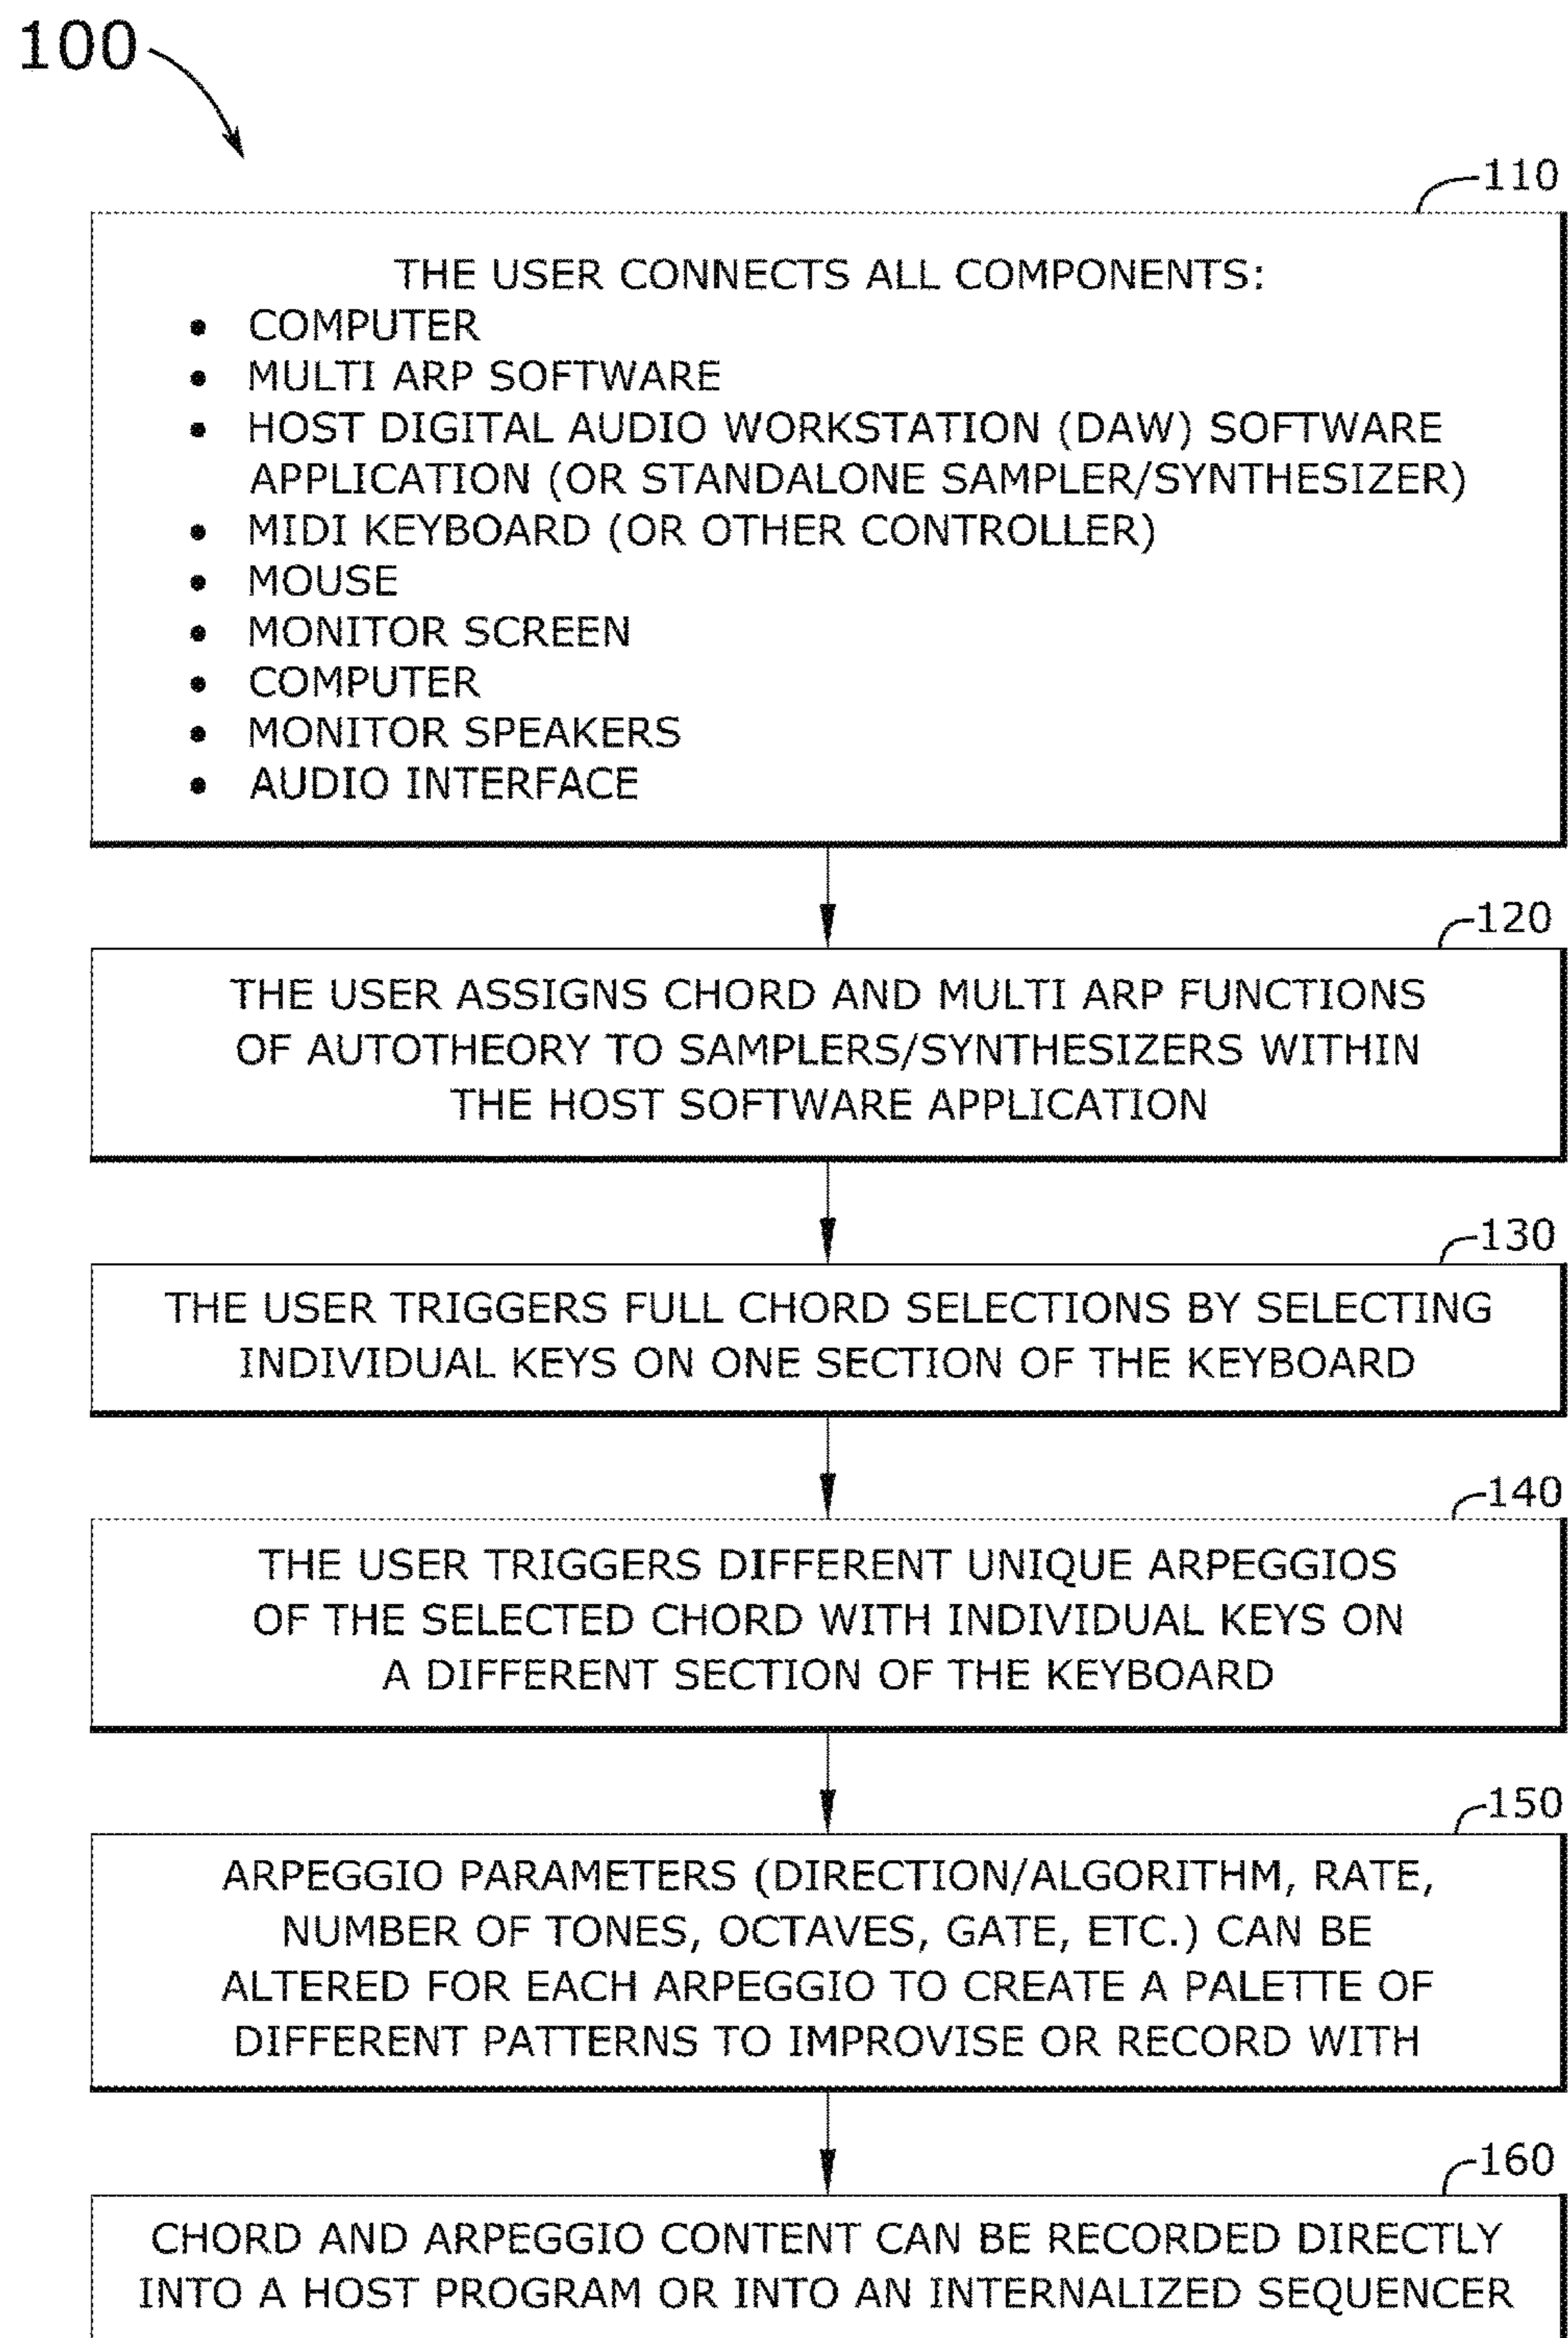 100
110
THE USER CONNECTS ALL COMPONENTS:
• COMPUTER
• MULTI ARP SOFTWARE
• HOST DIGITAL AUDIO WORKSTATION (DAW) SOFTWARE
APPLICATION (OR STANDALONE SAMPLER/SYNTHESIZER)
• MIDI KEYBOARD (OR OTHER CONTROLLER)
• MOUSE
• MONITOR SCREEN
• COMPUTER
• MONITOR SPEAKERS
• AUDIO INTERFACE
120
THE USER ASSIGNS CHORD AND MULTI ARP FUNCTIONS
OF AUTOTHEORY TO SAMPLERS/SYNTHESIZERS WITHIN
THE HOST SOFTWARE APPLICATION
130
THE USER TRIGGERS FULL CHORD SELECTIONS BY SELECTING
INDIVIDUAL KEYS ON ONE SECTION OF THE KEYBOARD
140
THE USER TRIGGERS DIFFERENT UNIQUE ARPEGGIOS
OF THE SELECTED CHORD WITH INDIVIDUAL KEYS ON
A DIFFERENT SECTION OF THE KEYBOARD
150
ARPEGGIO PARAMETERS (DIRECTION/ALGORITHM, RATE,
NUMBER OF TONES, OCTAVES, GATE, ETC.) CAN BE
ALTERED FOR EACH ARPEGGIO TO CREATE A PALETTE OF
DIFFERENT PATTERNS TO IMPROVISE OR RECORD WITH
160
CHORD AND ARPEGGIO CONTENT CAN BE RECORDED DIRECTLY
INTO A HOST PROGRAM OR INTO AN INTERNALIZED SEQUENCER